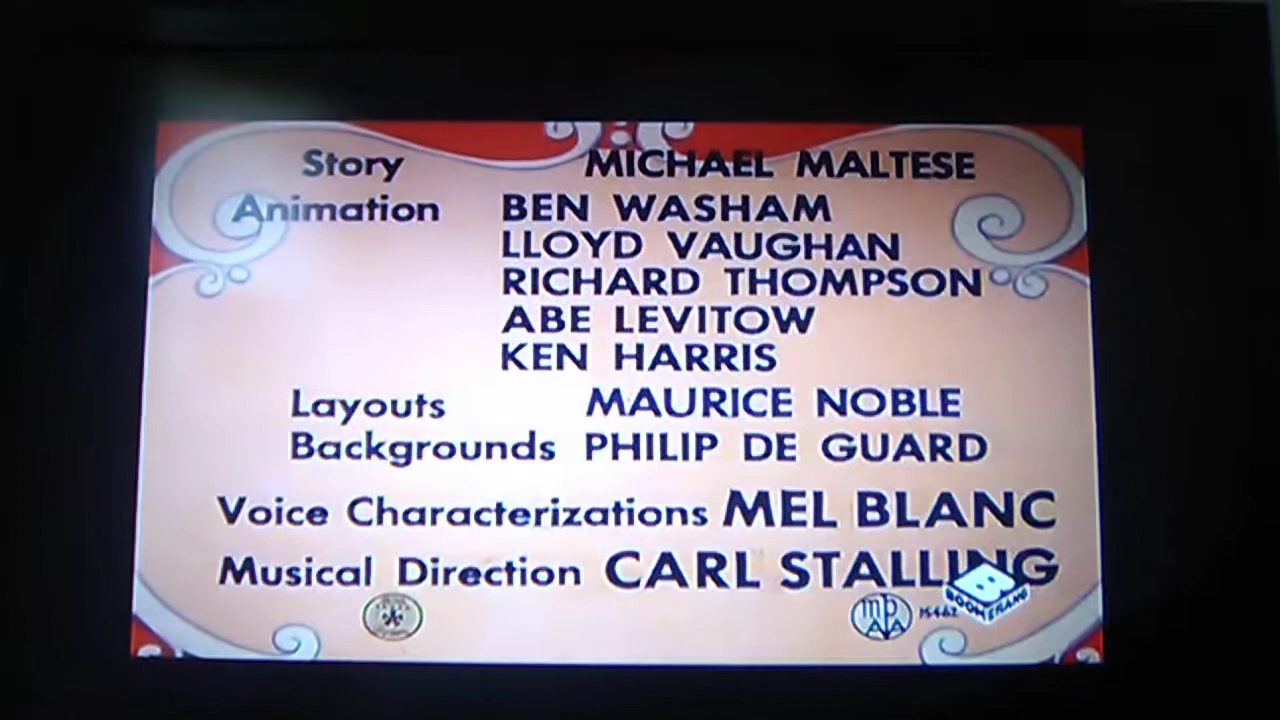 Story MICHAEL MALTESE
Animation BEN WASHAM
LLOYD VAUGHAN
RICHARD THOMPSON
ABE LEVITOW
KEN HARRIS
Layouts MAURICE NOBLE
Backgrounds PHILIP DE GUARD
Voice Characterizations MEL BLANC
Musical Direction CARL STALLING
BOOMERANG